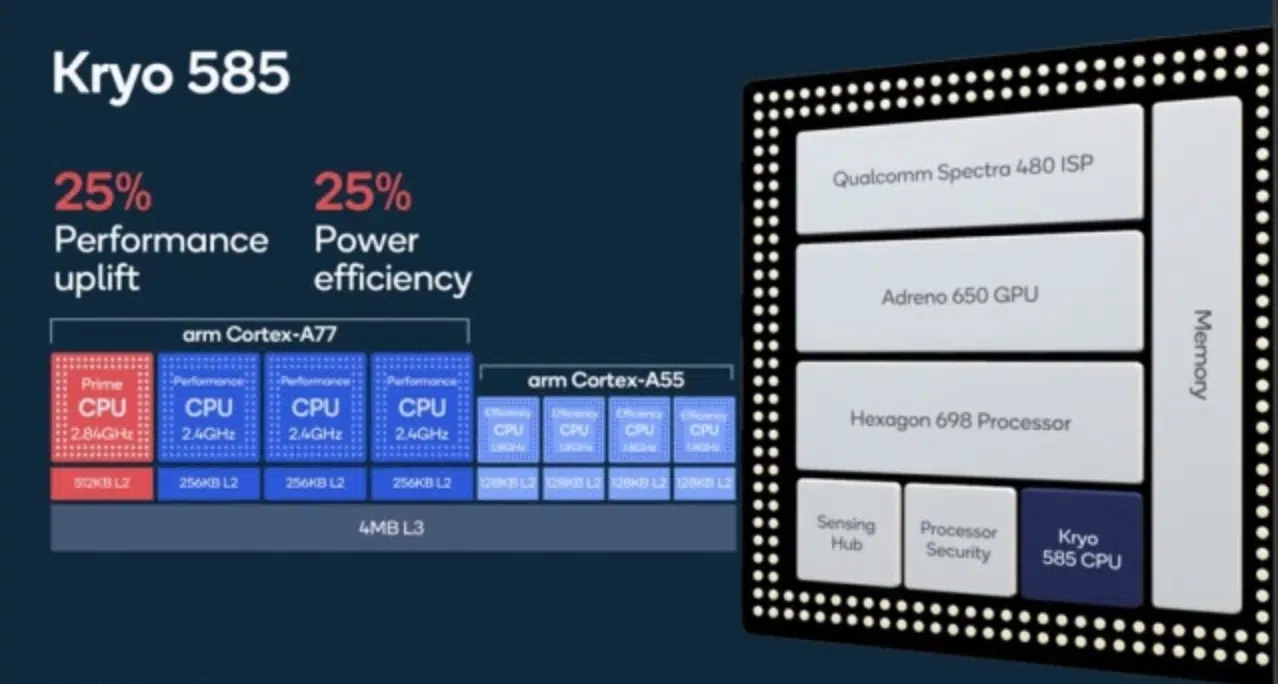 Kryo 585
25%
Performance
uplift
25%
Power
efficiency
arm Cortex-A77
Prime
CPU
2.84GHz
512KB L2
Performance
CPU
2.4GHz
256KB L2
Performance
CPU
2.4GHz
256KB L2
Performance
CPU
2.4GHz
256KB L2
arm Cortex-A55
Efficiency
CPU
1.8GHz
128KB L2
Efficiency
CPU
1.8GHz
128KB L2
Efficiency
CPU
1.8GHz
128KB L2
Efficiency
CPU
1.8GHz
128KB L2
4MB L3
Qualcomm Spectra 480 ISP
Adreno 650 GPU
Hexagon 698 Processor
Sensing
Hub
Processor
Security
Kryo
585 CPU
Memory